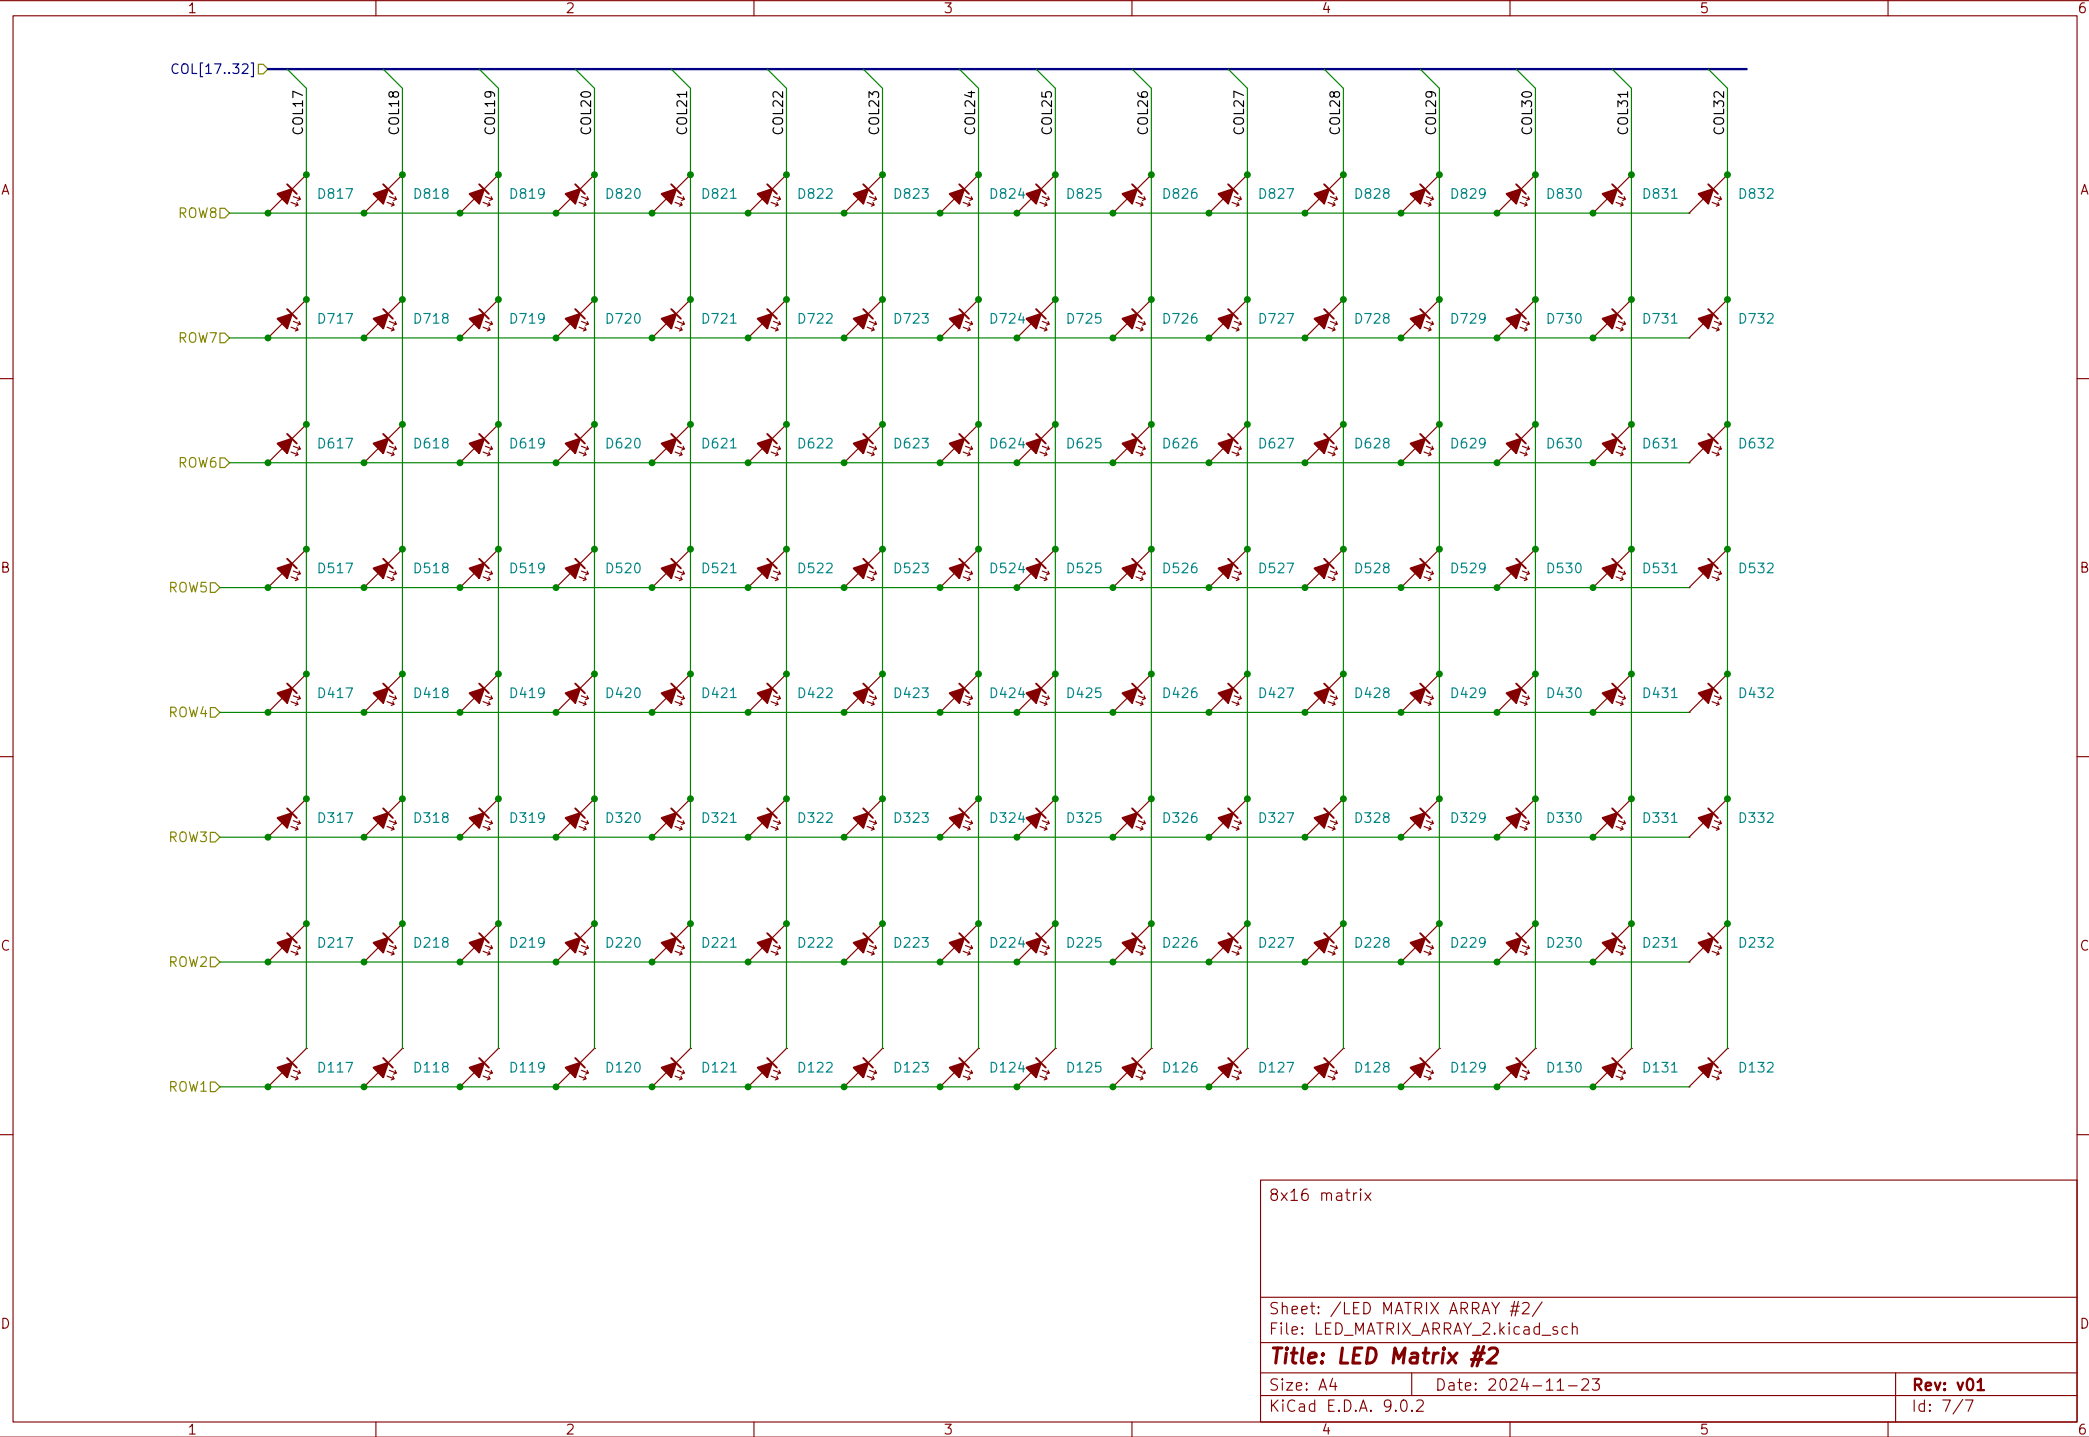 1 2 3 4 5 6
COL[17..32]
COL17 COL18 COL19 COL20 COL21 COL22 COL23 COL24 COL25 COL26 COL27 COL28 COL29 COL30 COL31 COL32
A D817 D818 D819 D820 D821 D822 D823 D824 D825 D826 D827 D828 D829 D830 D831 D832 A
ROW8
D717 D718 D719 D720 D721 D722 D723 D724 D725 D726 D727 D728 D729 D730 D731 D732
ROW7
D617 D618 D619 D620 D621 D622 D623 D624 D625 D626 D627 D628 D629 D630 D631 D632
ROW6
B D517 D518 D519 D520 D521 D522 D523 D524 D525 D526 D527 D528 D529 D530 D531 D532 B
ROW5
D417 D418 D419 D420 D421 D422 D423 D424 D425 D426 D427 D428 D429 D430 D431 D432
ROW4
D317 D318 D319 D320 D321 D322 D323 D324 D325 D326 D327 D328 D329 D330 D331 D332
ROW3
C D217 D218 D219 D220 D221 D222 D223 D224 D225 D226 D227 D228 D229 D230 D231 D232 C
ROW2
D117 D118 D119 D120 D121 D122 D123 D124 D125 D126 D127 D128 D129 D130 D131 D132
ROW1
8x16 matrix
Sheet: /LED MATRIX ARRAY #2/
D File: LED_MATRIX_ARRAY_2.kicad_sch D
Title: LED Matrix #2
Size: A4 Date: 2024-11-23 Rev: v01
KiCad E.D.A. 9.0.2 Id: 7/7
1 2 3 4 5 6